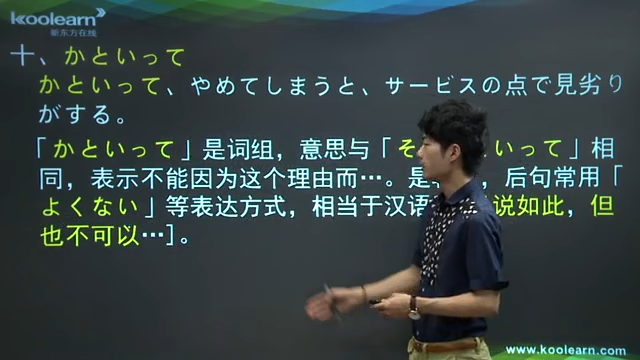 koolearn
新东方在线
十、かといって
かといって、やめてしまうと、サービスの点で見劣り
がする。
「かといって」是词组，意思与「そ いって」相
同，表示不能因为这个理由而…。是 ，后句常用「
よくない」等表达方式，相当于汉语 说如此，但
也不可以…］。
www.koolearn.com